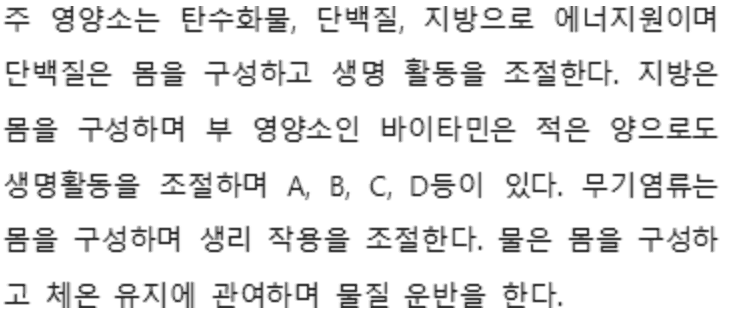 주 영양소는 탄수화물, 단백질, 지방으로 에너지원이며
단백질은 몸을 구성하고 생명 활동을 조절한다. 지방은
몸을 구성하며 부 영양소인 바이타민은 적은 양으로도
생명활동을 조절하며 A, B, C, D등이 있다. 무기염류는
몸을 구성하며 생리 작용을 조절한다. 물은 몸을 구성하
고 체온 유지에 관여하며 물질 운반을 한다.